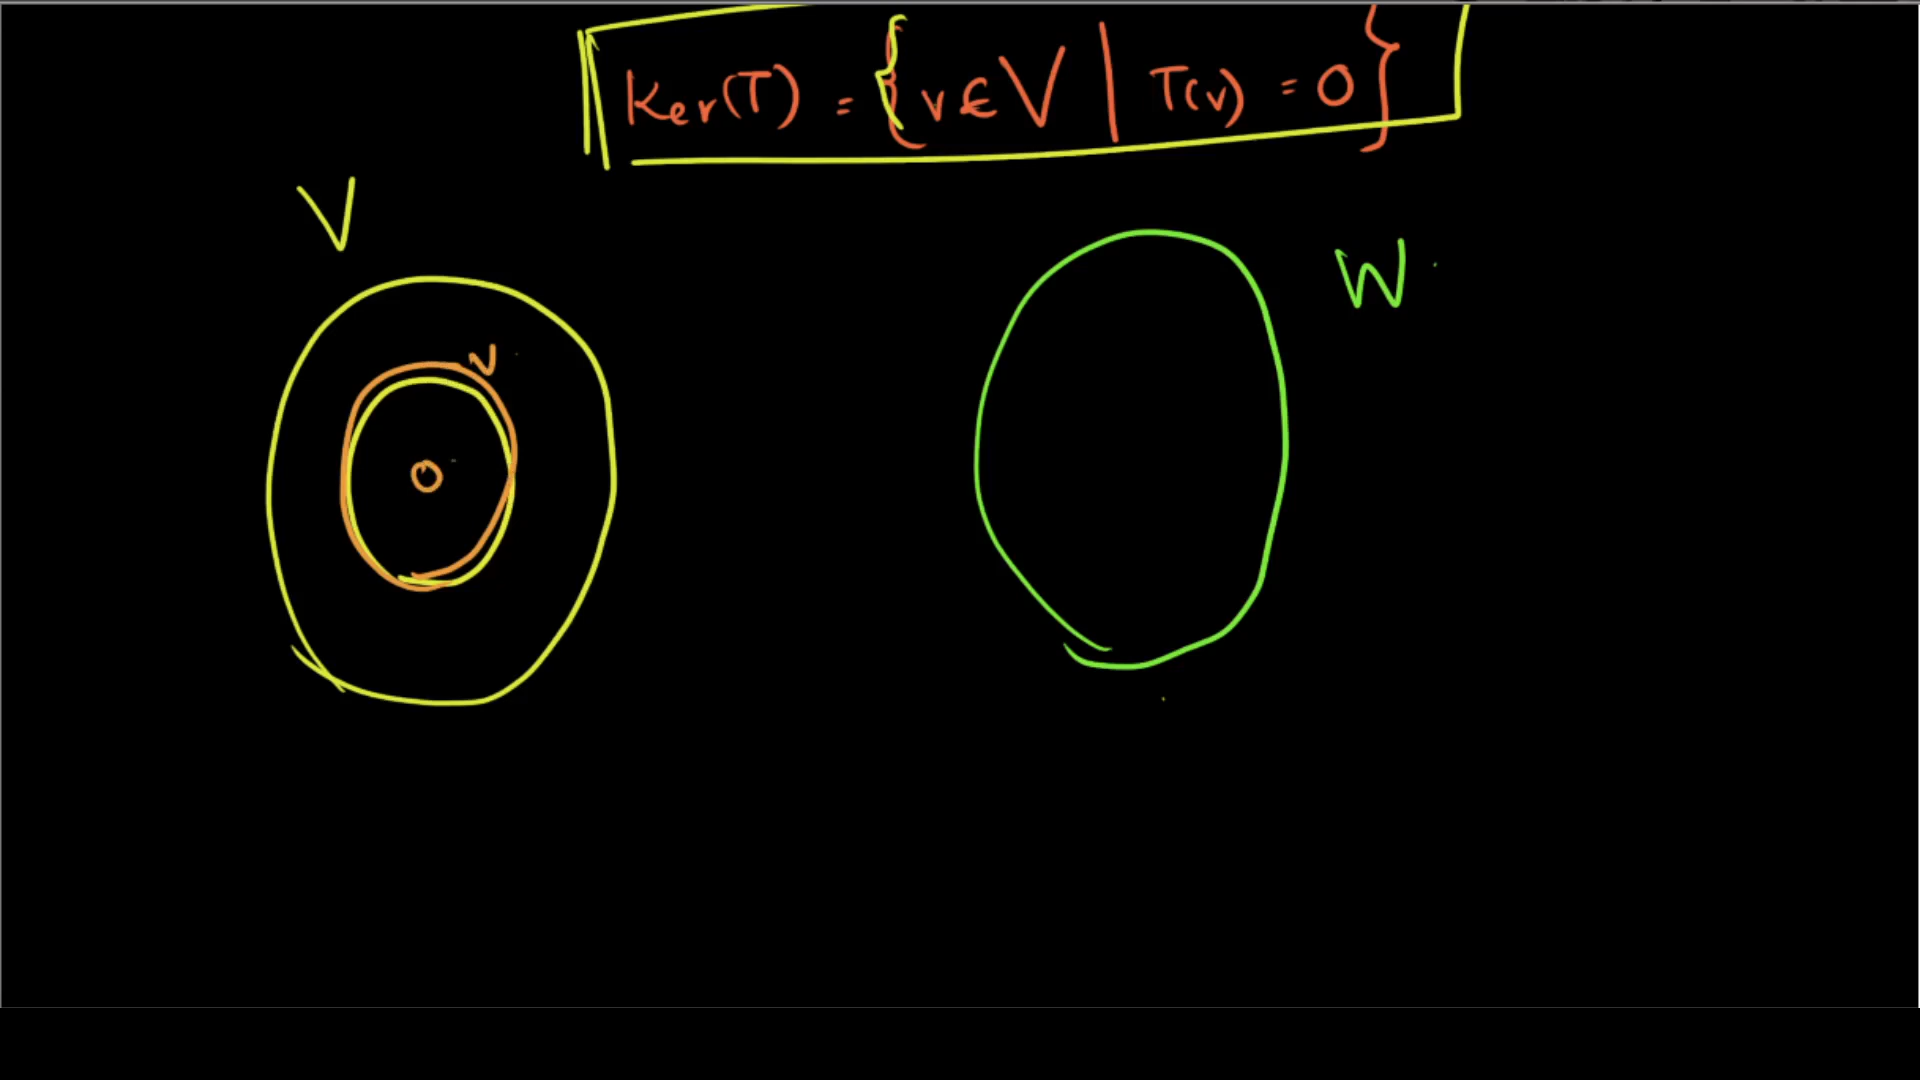 Ker(T) = { v ∈ V | T(v) = 0 }
V
W
v
0